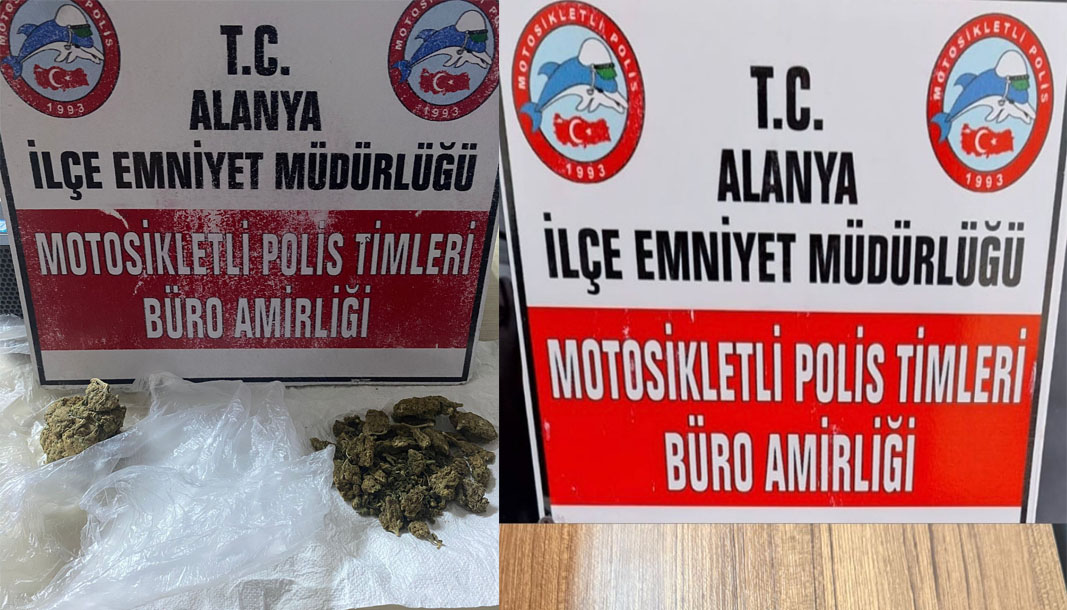 MOTOSİKLETLİ POLİS
1993
T.C.
ALANYA
İLÇE EMNİYET MÜDÜRLÜĞÜ
MOTOSİKLETLİ POLİS TİMLERİ
BÜRO AMİRLİĞİ
MOTOSİKLETLİ POLİS
1993
MOTOSİKLETLİ POLİS
1993
T.C.
ALANYA
İLÇE EMNİYET MÜDÜRLÜĞÜ
MOTOSİKLETLİ POLİS TİMLERİ
BÜRO AMİRLİĞİ
MOTOSİKLETLİ POLİS
1993